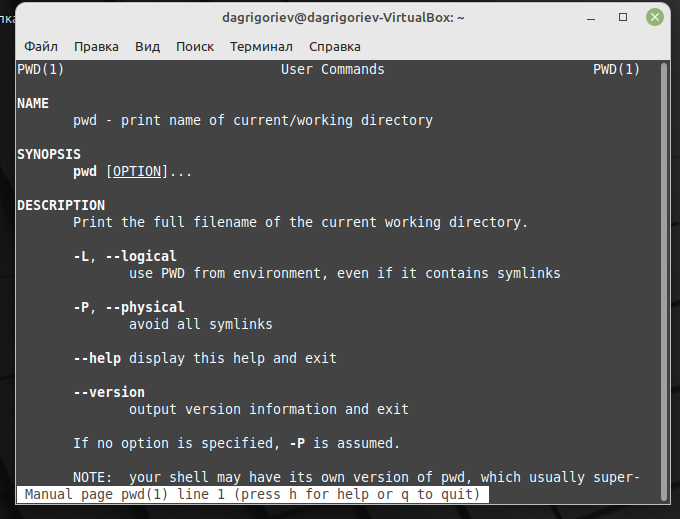 пка
dagrigoriev@dagrigoriev-VirtualBox: ~
Файл Правка Вид Поиск Терминал Справка
PWD(1) User Commands PWD(1)
NAME
pwd - print name of current/working directory
SYNOPSIS
pwd [OPTION]...
DESCRIPTION
Print the full filename of the current working directory.
-L, --logical
use PWD from environment, even if it contains symlinks
-P, --physical
avoid all symlinks
--help display this help and exit
--version
output version information and exit
If no option is specified, -P is assumed.
NOTE: your shell may have its own version of pwd, which usually super-
Manual page pwd(1) line 1 (press h for help or q to quit)